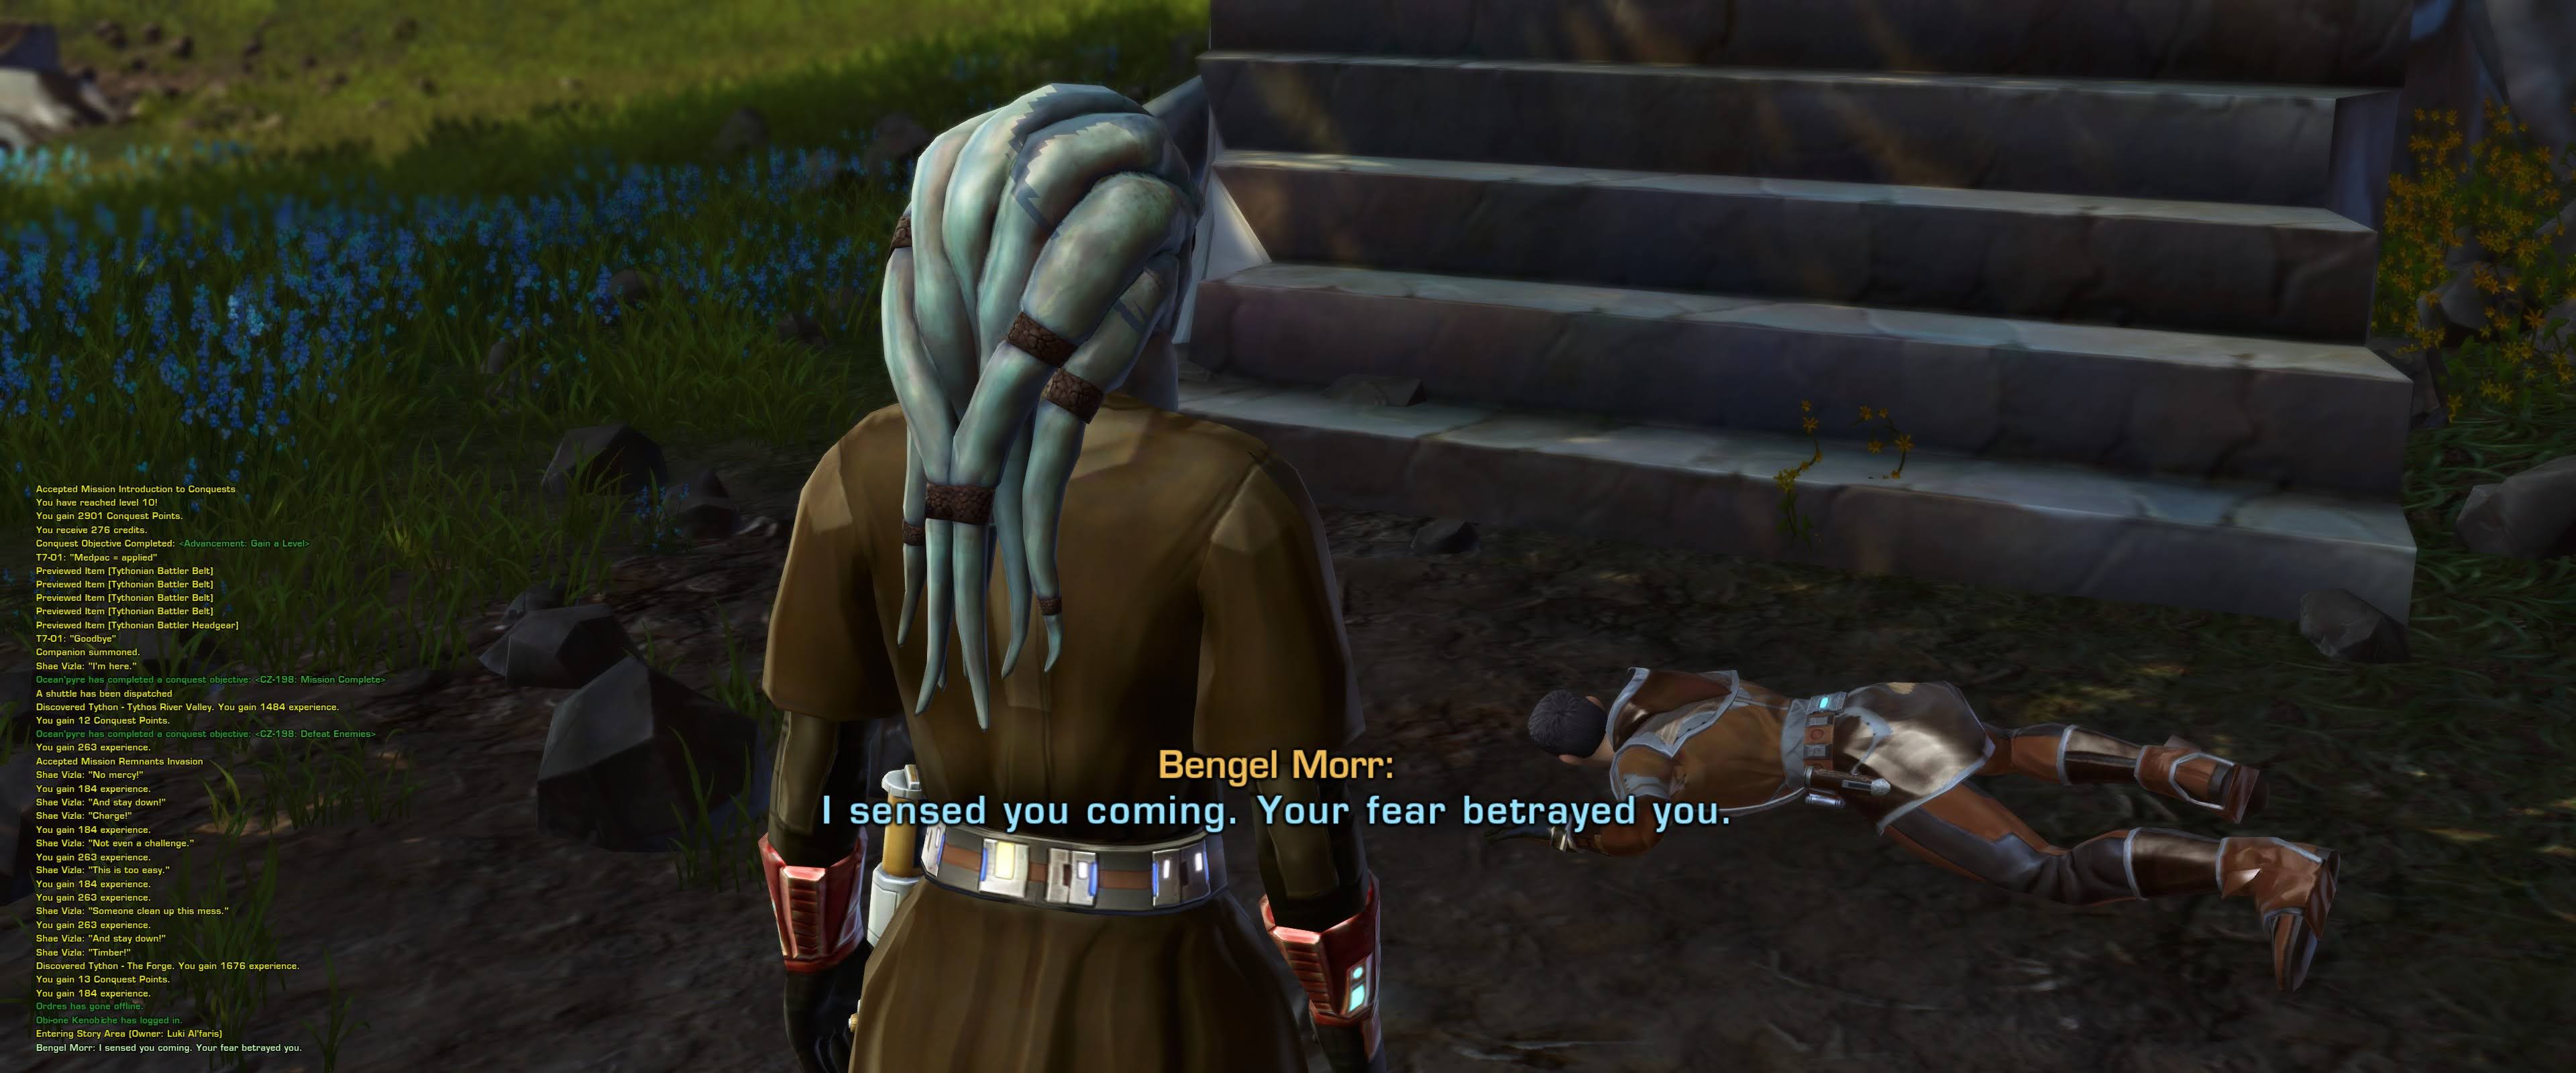 Accepted Mission Introduction to Conquests
You have reached level 10!
You gain 2901 Conquest Points.
You receive 276 credits.
Conquest Objective Completed: <Advancement: Gain a Level>
T7-01: "Medpac = applied"
Previewed Item [Tythonian Battler Belt]
Previewed Item [Tythonian Battler Belt]
Previewed Item [Tythonian Battler Belt]
Previewed Item [Tythonian Battler Belt]
Previewed Item [Tythonian Battler Headgear]
T7-01: "Goodbye"
Companion summoned.
Shae Vizla: "I'm here."
Ocean'pyre has completed a conquest objective: <CZ-198: Mission Complete>
A shuttle has been dispatched
Discovered Tython - Tythos River Valley. You gain 1484 experience.
You gain 12 Conquest Points.
Ocean'pyre has completed a conquest objective: <CZ-198: Defeat Enemies>
You gain 263 experience.
Accepted Mission Remnants Invasion
Shae Vizla: "No mercy!"
You gain 184 experience.
Shae Vizla: "And stay down!"
Shae Vizla: "Charge!"
You gain 184 experience.
Shae Vizla: "Not even a challenge."
You gain 263 experience.
Shae Vizla: "This is too easy."
You gain 184 experience.
You gain 263 experience.
Shae Vizla: "Someone clean up this mess."
You gain 263 experience.
Shae Vizla: "And stay down!"
Shae Vizla: "Timber!"
Discovered Tython - The Forge. You gain 1676 experience.
You gain 13 Conquest Points.
You gain 184 experience.
Ordres has gone offline.
Obi-one Kenobiche has logged in.
Entering Story Area (Owner: Luki Al'faris)
Bengel Morr: I sensed you coming. Your fear betrayed you.
Bengel Morr:
I sensed you coming. Your fear betrayed you.